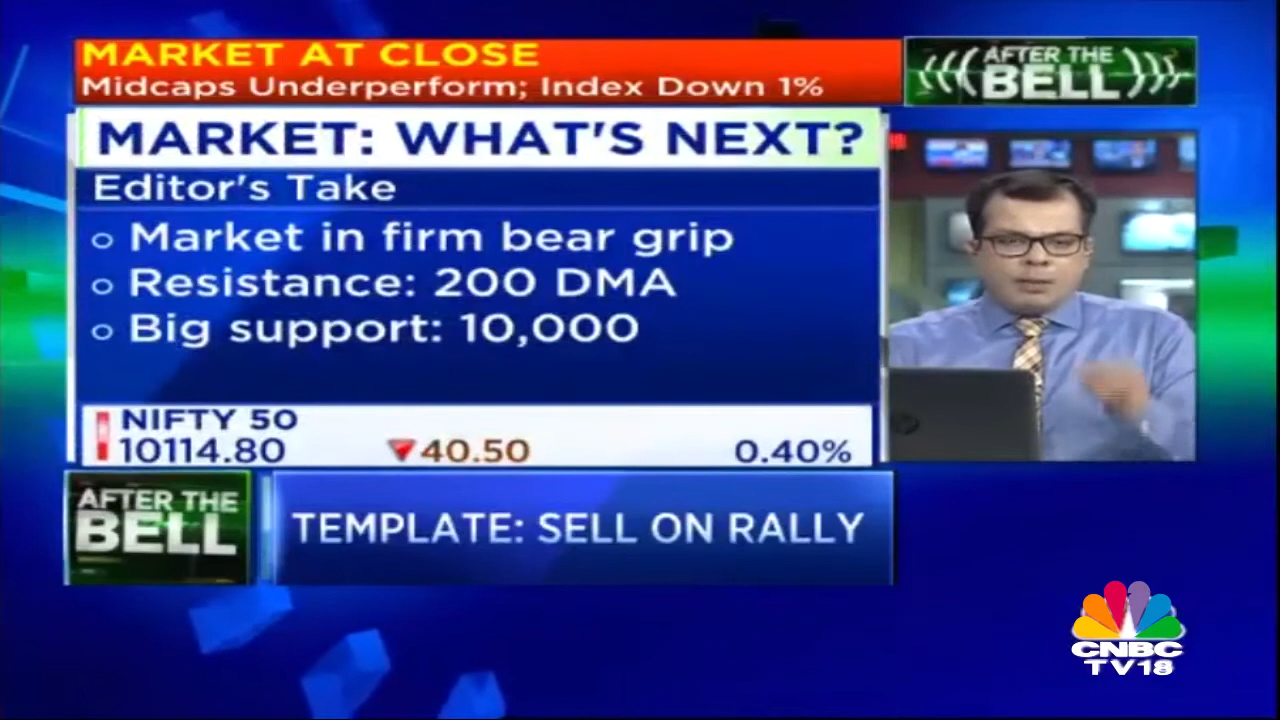 MARKET AT CLOSE
Midcaps Underperform; Index Down 1%
AFTER THE
BELL
MARKET: WHAT'S NEXT?
Editor's Take
Market in firm bear grip
Resistance: 200 DMA
Big support: 10,000
NIFTY 50
10114.80 ▼40.50 0.40%
AFTER THE
BELL
TEMPLATE: SELL ON RALLY
CNBC
TV18